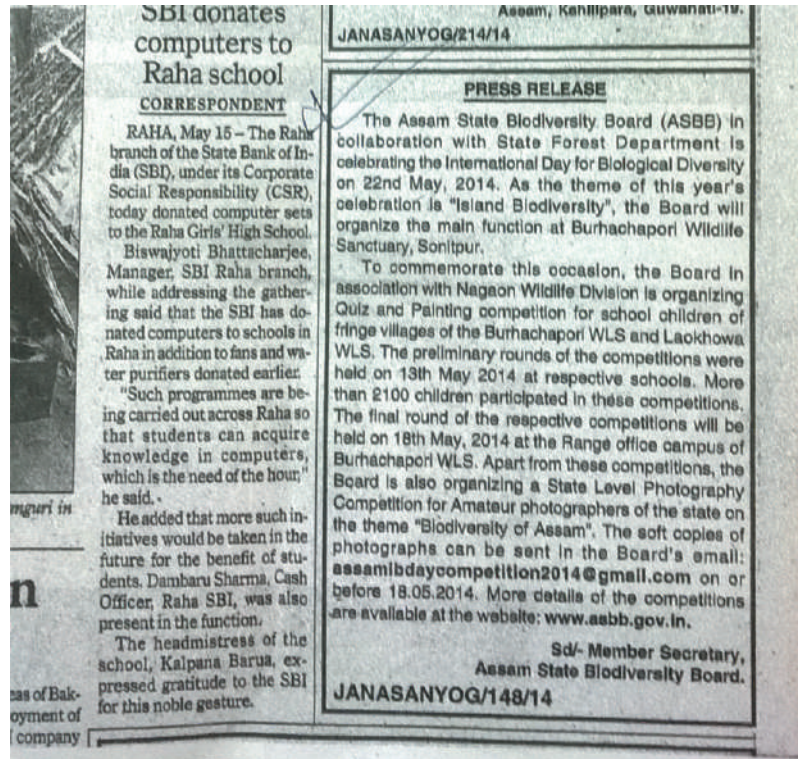 SBI donates
computers to
Raha school
CORRESPONDENT
RAHA, May 15 – The Raha
branch of the State Bank of In-
dia (SBI), under its Corporate
Social Responsibility (CSR),
today donated computer sets
to the Raha Girls' High School.
Biswajyoti Bhattacharjee,
Manager, SBI Raha branch,
while addressing the gather-
ing said that the SBI has do-
nated computers to schools in
Raha in addition to fans and wa-
ter purifiers donated earlier.
"Such programmes are be-
ing carried out across Raha so
that students can acquire
knowledge in computers,
which is the need of the hour,"
he said.
He added that more such in-
itiatives would be taken in the
future for the benefit of stu-
dents. Dambaru Sharma, Cash
Officer, Raha SBI, was also
present in the function.
The headmistress of the
school, Kalpana Barua, ex-
pressed gratitude to the SBI
for this noble gesture.
Assam, Kahilipara, Guwahati-19.
JANASANYOG/214/14
PRESS RELEASE
The Assam State Biodiversity Board (ASBB) in
collaboration with State Forest Department is
celebrating the International Day for Biological Diversity
on 22nd May, 2014. As the theme of this year's
celebration is "Island Biodiversity", the Board will
organize the main function at Burhachapori Wildlife
Sanctuary, Sonitpur.
To commemorate this occasion, the Board in
association with Nagaon Wildlife Division is organizing
Quiz and Painting competition for school children of
fringe villages of the Burhachapori WLS and Laokhowa
WLS. The preliminary rounds of the competitions were
held on 13th May 2014 at respective schools. More
than 2100 children participated in these competitions.
The final round of the respective competitions will be
held on 18th May, 2014 at the Range office campus of
Burhachapori WLS. Apart from these competitions, the
Board is also organizing a State Level Photography
Competition for Amateur photographers of the state on
the theme "Biodiversity of Assam". The soft copies of
photographs can be sent in the Board's email:
assamibdaycompetition2014@gmail.com on or
before 18.05.2014. More details of the competitions
are available at the website: www.asbb.gov.in.
Sd/- Member Secretary,
Assam State Biodiversity Board.
JANASANYOG/148/14
mguri in
n
eas of Bak-
oyment of
company